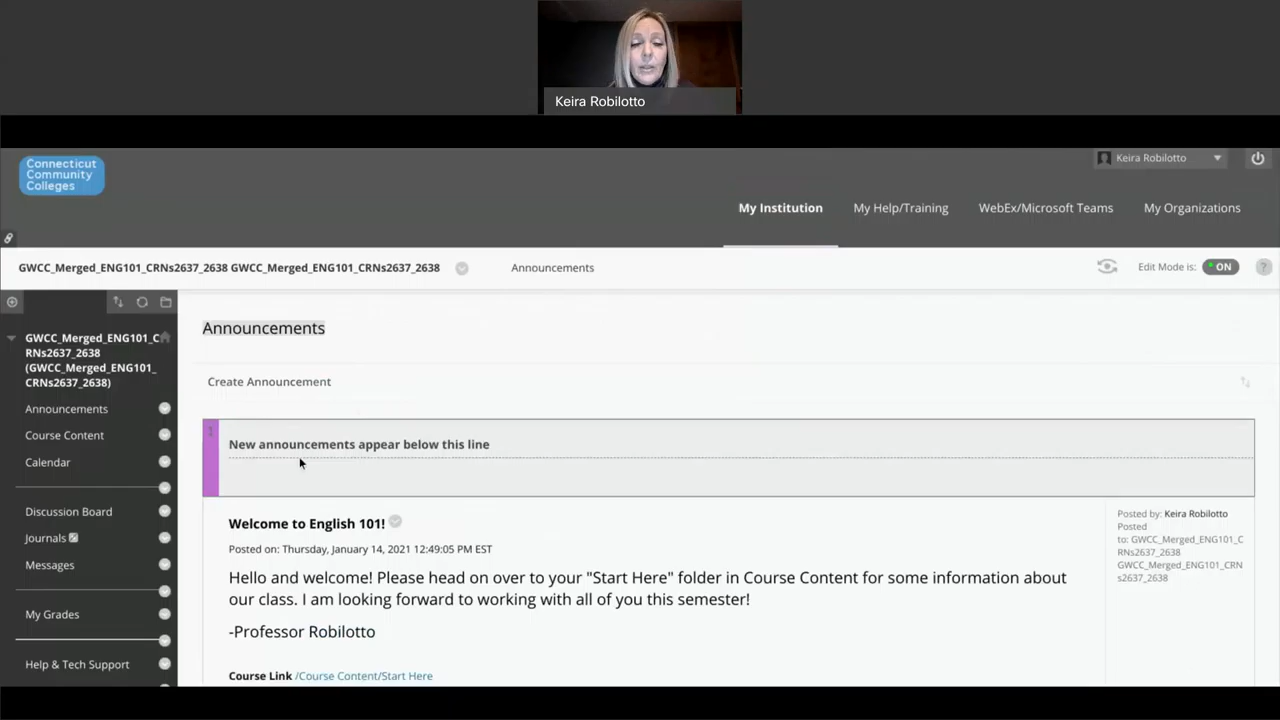 Keira Robilotto
Connecticut
Community
Colleges
Keira Robilotto
My Institution
My Help/Training
WebEx/Microsoft Teams
My Organizations
GWCC_Merged_ENG101_CRNs2637_2638 GWCC_Merged_ENG101_CRNs2637_2638
Announcements
Edit Mode is:
ON
?
GWCC_Merged_ENG101_C
RNs2637_2638
(GWCC_Merged_ENG101_
CRNs2637_2638)
Announcements
Course Content
Calendar
Discussion Board
Journals
Messages
My Grades
Help & Tech Support
Announcements
Create Announcement
New announcements appear below this line
Welcome to English 101!
Posted on: Thursday, January 14, 2021 12:49:05 PM EST
Hello and welcome! Please head on over to your "Start Here" folder in Course Content for some information about
our class. I am looking forward to working with all of you this semester!
-Professor Robilotto
Course Link /Course Content/Start Here
Posted by: Keira Robilotto
Posted
to: GWCC_Merged_ENG101_C
RNs2637_2638
GWCC_Merged_ENG101_CRN
s2637_2638